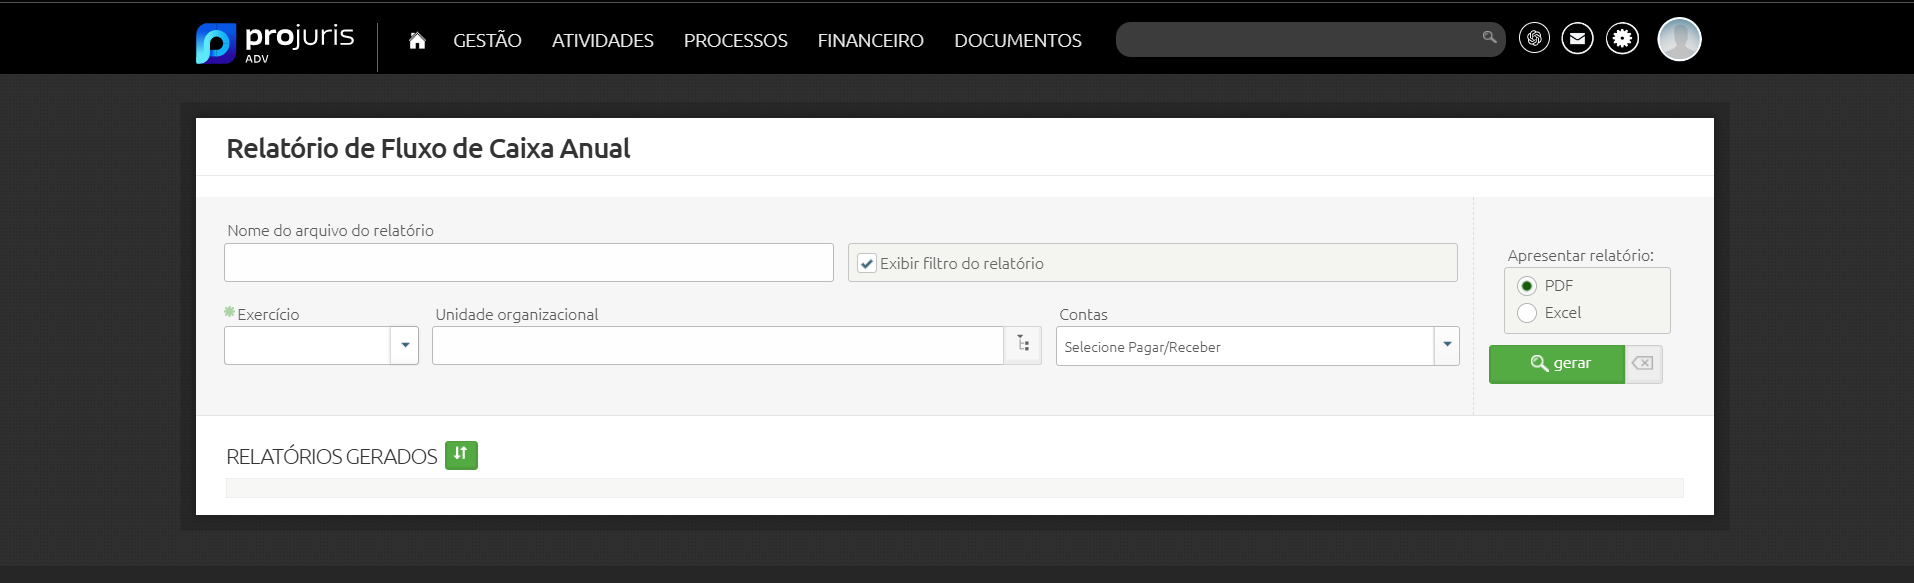 projuris
ADV
GESTÃO ATIVIDADES PROCESSOS FINANCEIRO DOCUMENTOS
Relatório de Fluxo de Caixa Anual
Nome do arquivo do relatório
Exibir filtro do relatório
Exercício Unidade organizacional Contas
Selecione Pagar/Receber
Apresentar relatório:
PDF
Excel
gerar
RELATÓRIOS GERADOS